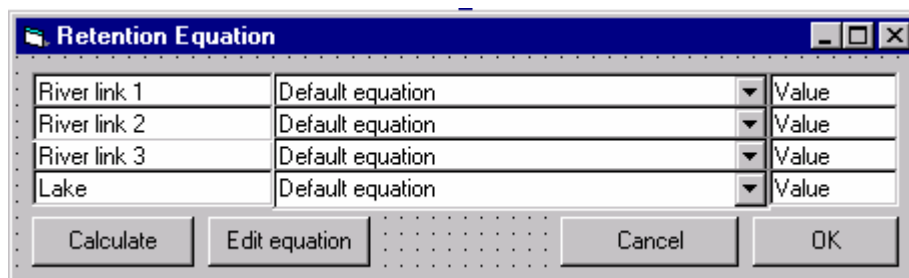 Retention Equation
River link 1 Default equation Value
River link 2 Default equation Value
River link 3 Default equation Value
Lake Default equation Value
Calculate Edit equation Cancel OK